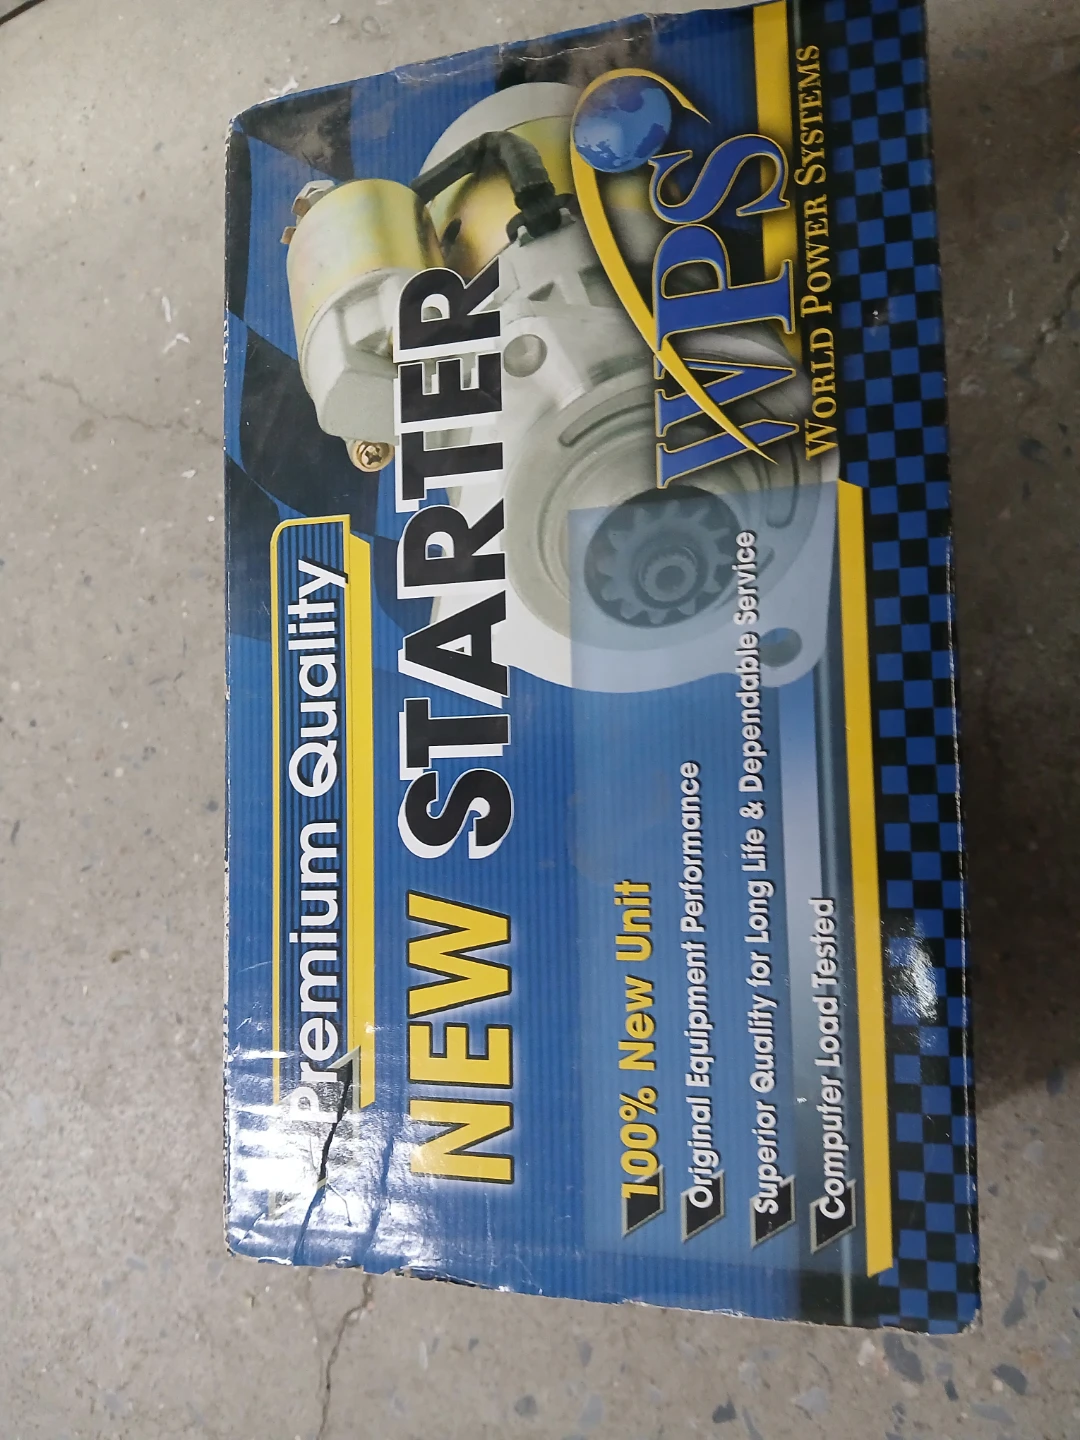 Premium Quality
NEW STARTER
100% New Unit
Original Equipment Performance
Superior Quality for Long Life & Dependable Service
Computer Load Tested
WPS
WORLD POWER SYSTEMS